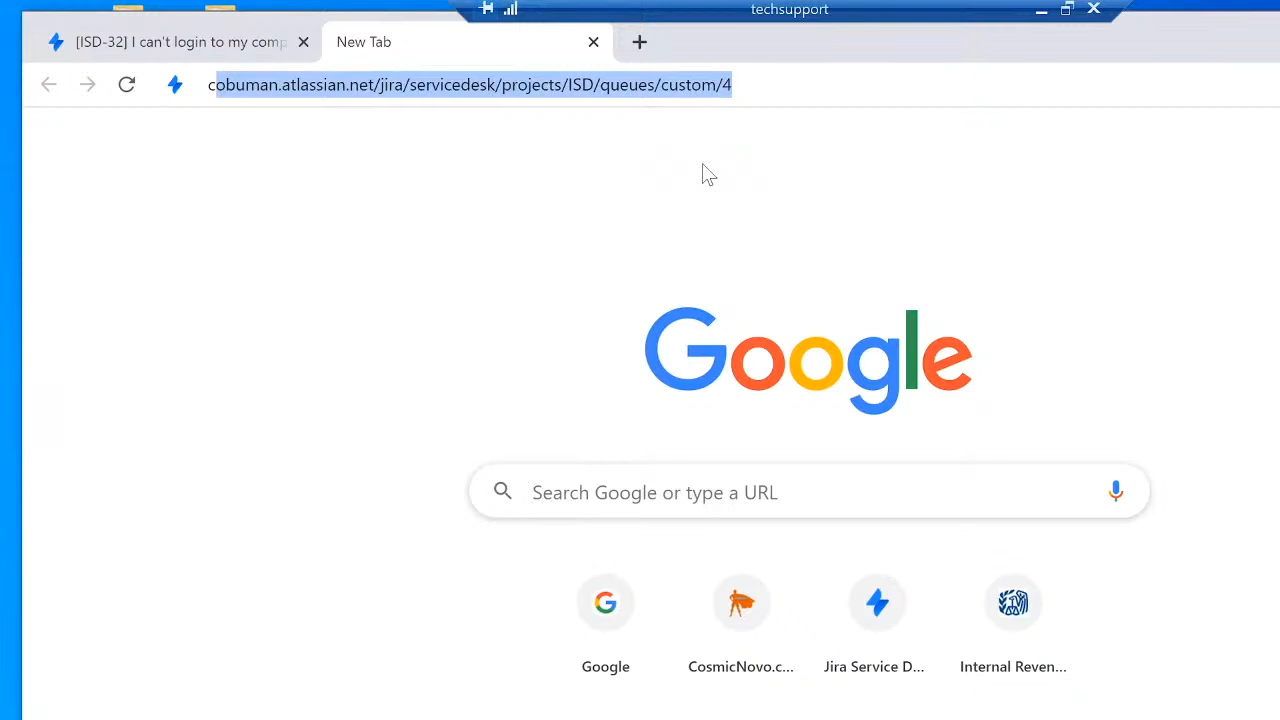 techsupport
[ISD-32] I can't login to my comp
New Tab
cobuman.atlassian.net/jira/servicedesk/projects/ISD/queues/custom/4
Google
Search Google or type a URL
Google
CosmicNovo.c...
Jira Service D...
Internal Reven...